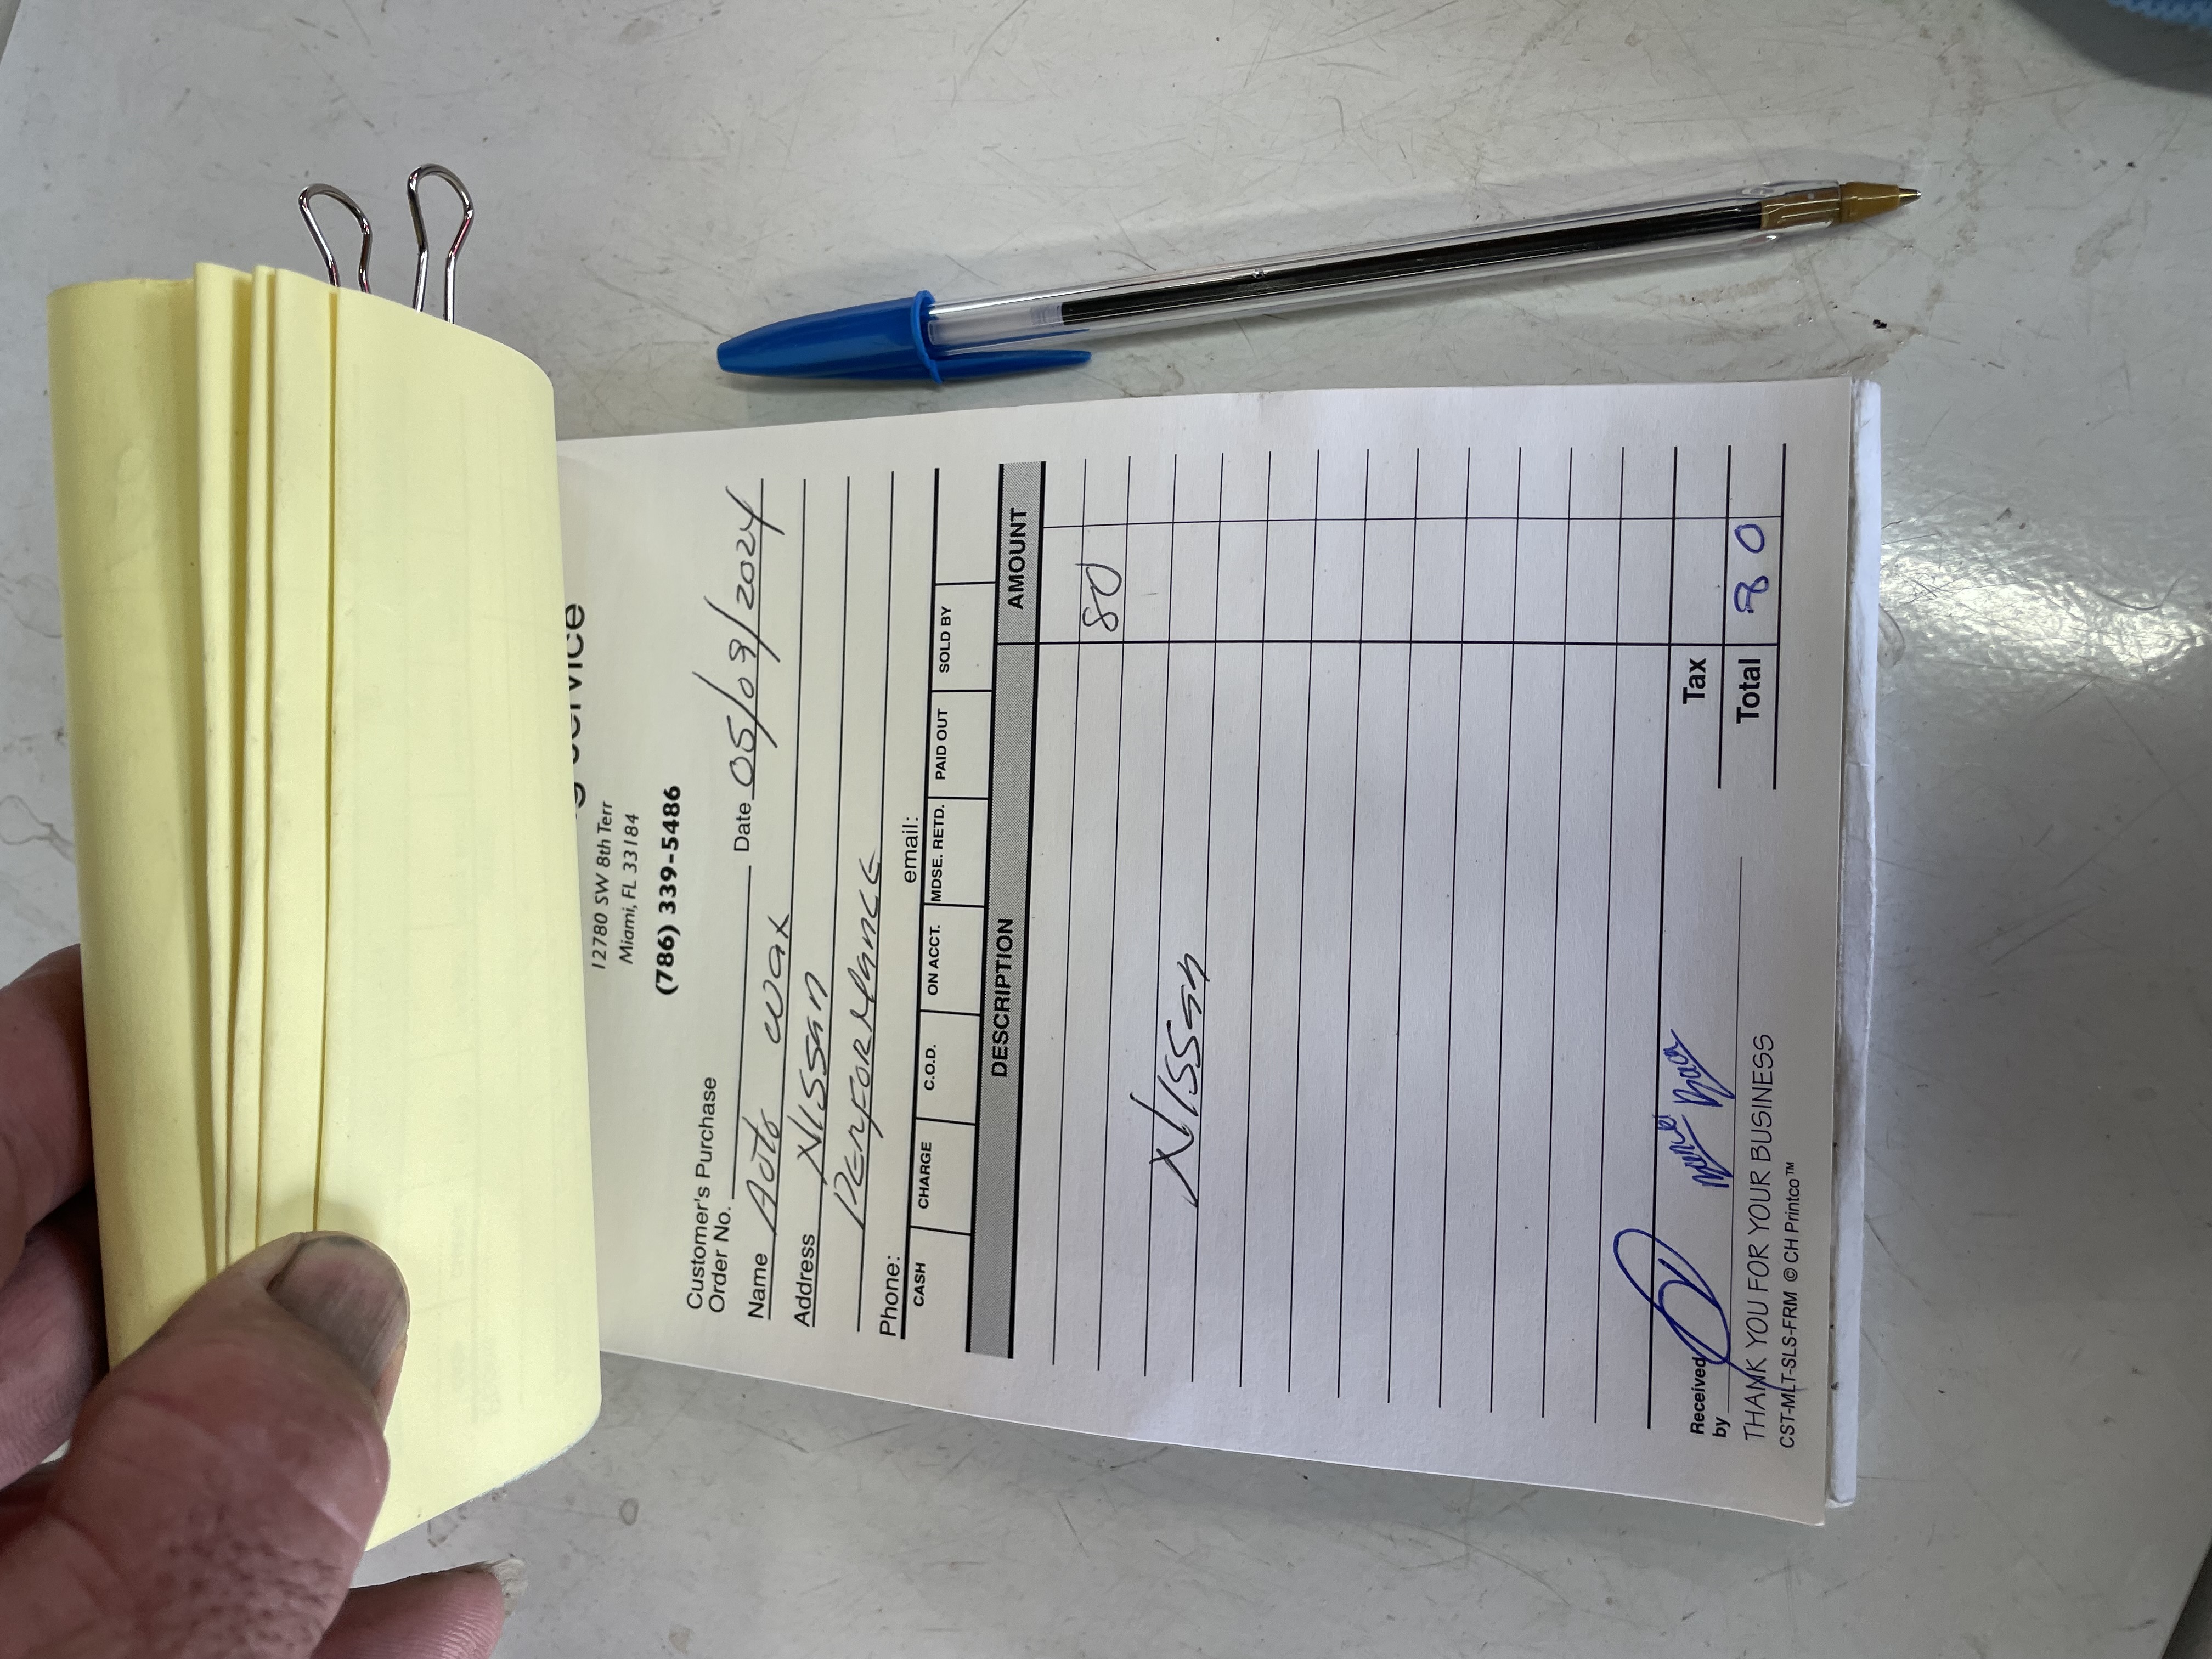 g Service
12780 SW 8th Terr
Miami, FL 33184
(786) 339-5486
Customer's Purchase
Order No. Date 05/09/2024
Name Auto wax
Address Nissan
Performance
Phone: email:
CASH CHARGE C.O.D. ON ACCT. MDSE. RETD. PAID OUT SOLD BY
DESCRIPTION AMOUNT
80
Nissan
Tax
Received by Total 80
THANK YOU FOR YOUR BUSINESS
CST-MLT-SLS-FRM © CH Printco™